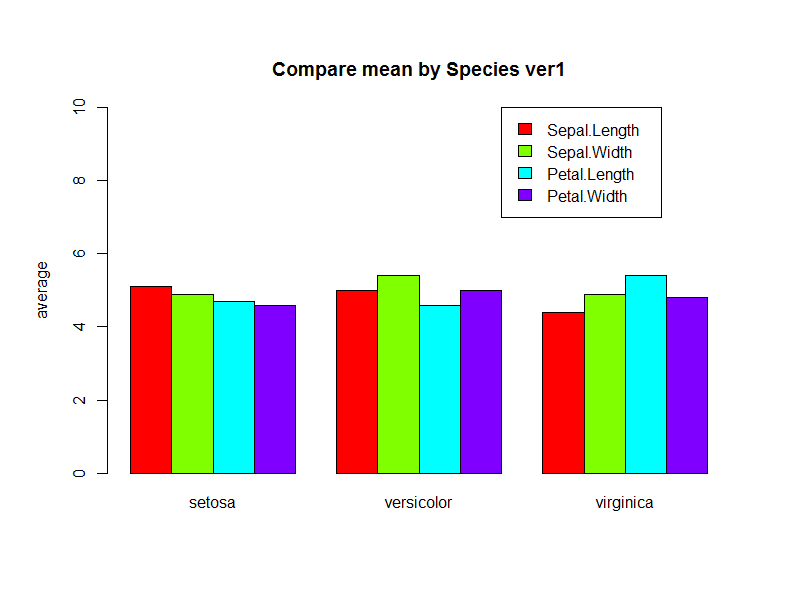 Compare mean by Species ver1
10
8
6
4
2
0
average
Sepal.Length
Sepal.Width
Petal.Length
Petal.Width
setosa
versicolor
virginica